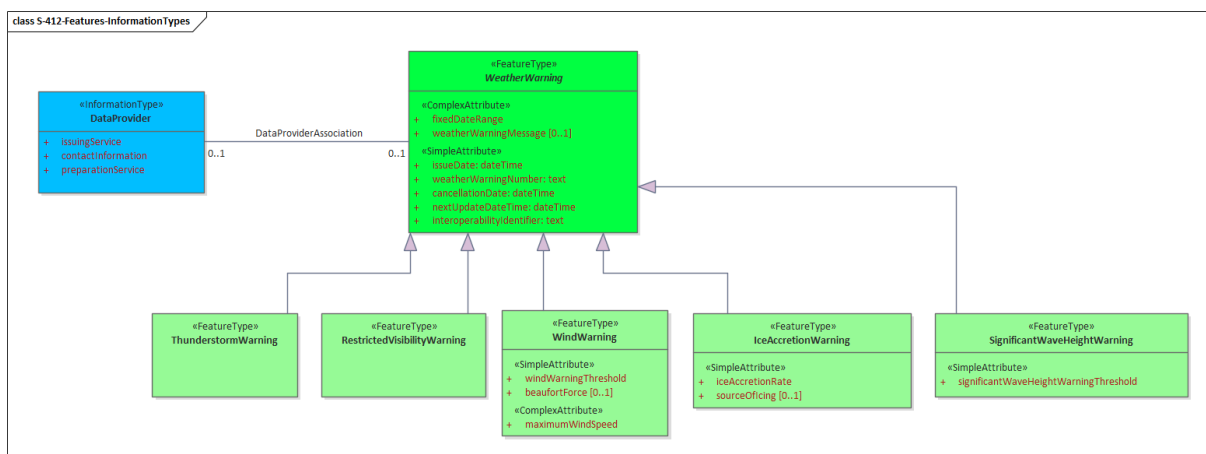 class S-412-Features-InformationTypes
«FeatureType»
WeatherWarning
«ComplexAttribute»
+ fixedDateRange
+ weatherWarningMessage [0..1]
«SimpleAttribute»
+ issueDate: dateTime
+ weatherWarningNumber: text
+ cancellationDate: dateTime
+ nextUpdateDateTime: dateTime
+ interoperabilityIdentifier: text
«InformationType»
DataProvider
+ issuingService
+ contactInformation
+ preparationService
DataProviderAssociation
0..1
0..1
«FeatureType»
ThunderstormWarning
«FeatureType»
RestrictedVisibilityWarning
«FeatureType»
WindWarning
«SimpleAttribute»
+ windWarningThreshold
+ beaufortForce [0..1]
«ComplexAttribute»
+ maximumWindSpeed
«FeatureType»
IceAccretionWarning
«SimpleAttribute»
+ iceAccretionRate
+ sourceOfIcing [0..1]
«FeatureType»
SignificantWaveHeightWarning
«SimpleAttribute»
+ significantWaveHeightWarningThreshold